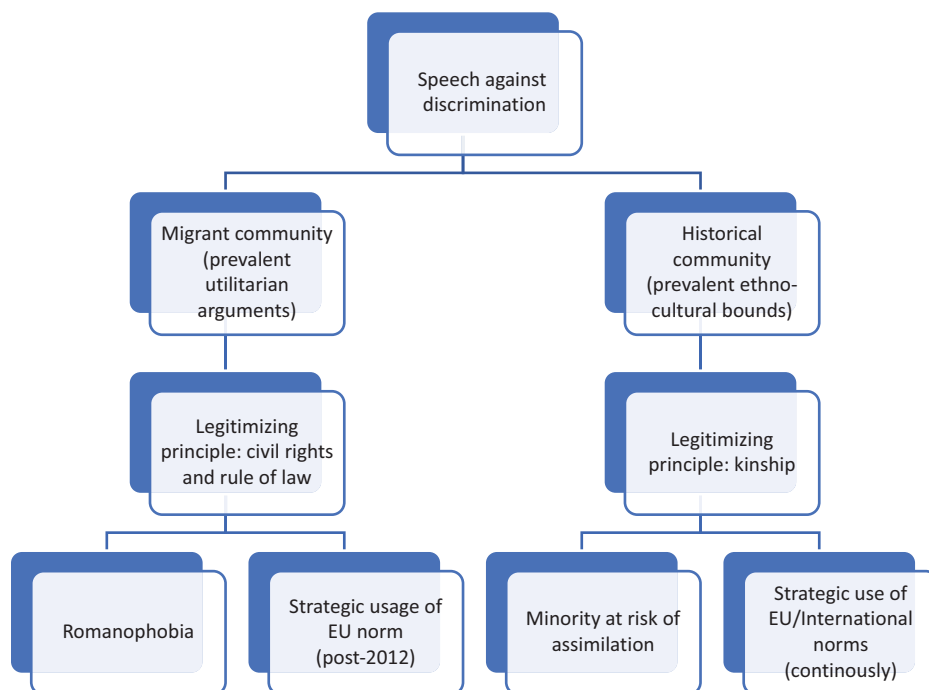 Speech against
discrimination
Migrant community
(prevalent
utilitarian
arguments)
Historical
community
(prevalent ethno-
cultural bounds)
Legitimizing
principle: civil rights
and rule of law
Legitimizing
principle: kinship
Romanophobia
Strategic usage of
EU norm
(post-2012)
Minority at risk of
assimilation
Strategic use of
EU/International
norms
(continously)